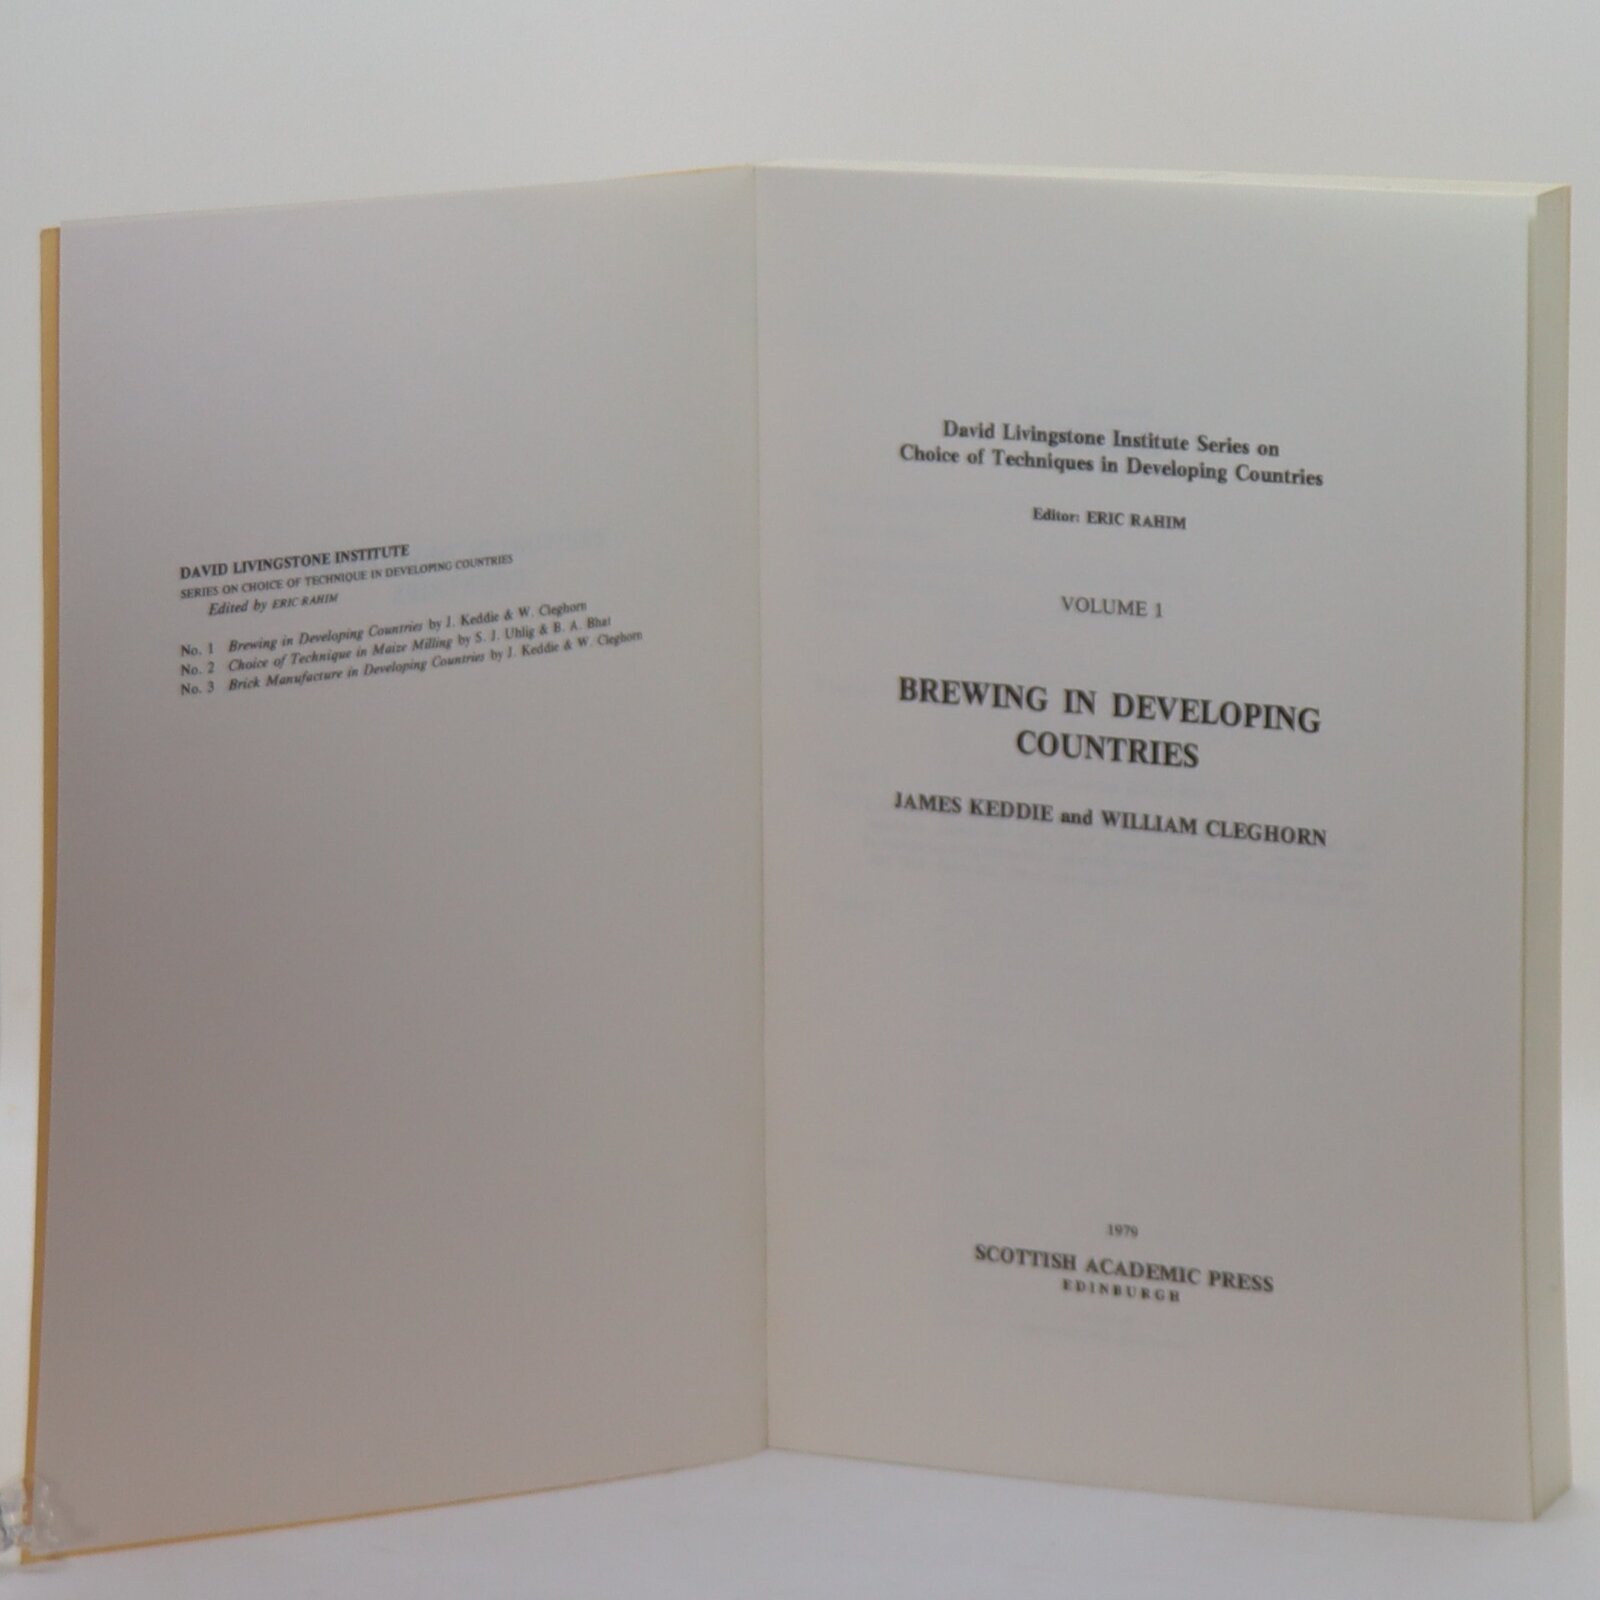 DAVID LIVINGSTONE INSTITUTE
SERIES ON CHOICE OF TECHNIQUE IN DEVELOPING COUNTRIES
Edited by ERIC RAHIM
No. 1 Brewing in Developing Countries by J. Keddie & W. Cleghorn
No. 2 Choice of Technique in Maize Milling by S. J. Uhlig & B. A. Bhat
No. 3 Brick Manufacture in Developing Countries by J. Keddie & W. Cleghorn
David Livingstone Institute Series on
Choice of Techniques in Developing Countries
Editor: ERIC RAHIM
VOLUME 1
BREWING IN DEVELOPING
COUNTRIES
JAMES KEDDIE and WILLIAM CLEGHORN
1979
SCOTTISH ACADEMIC PRESS
EDINBURGH